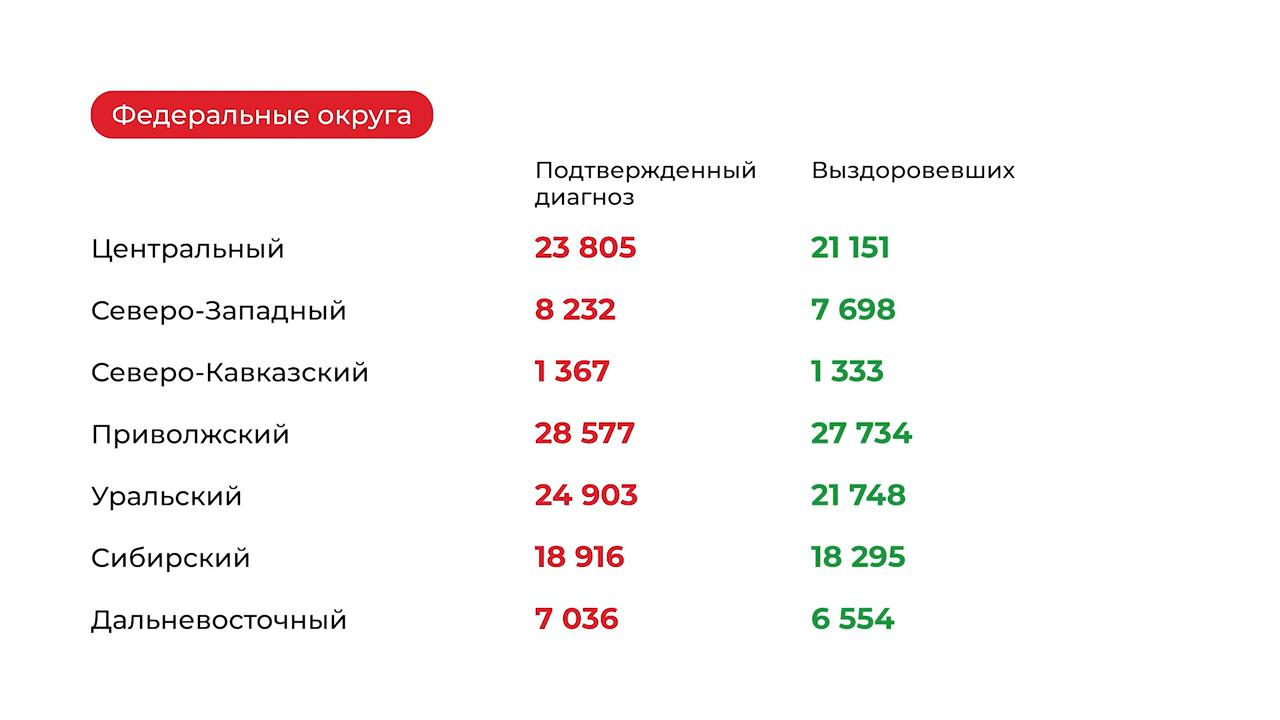 Федеральные округа
Подтвержденный Выздоровевших
диагноз
Центральный 23 805 21 151
Северо-Западный 8 232 7 698
Северо-Кавказский 1 367 1 333
Приволжский 28 577 27 734
Уральский 24 903 21 748
Сибирский 18 916 18 295
Дальневосточный 7 036 6 554